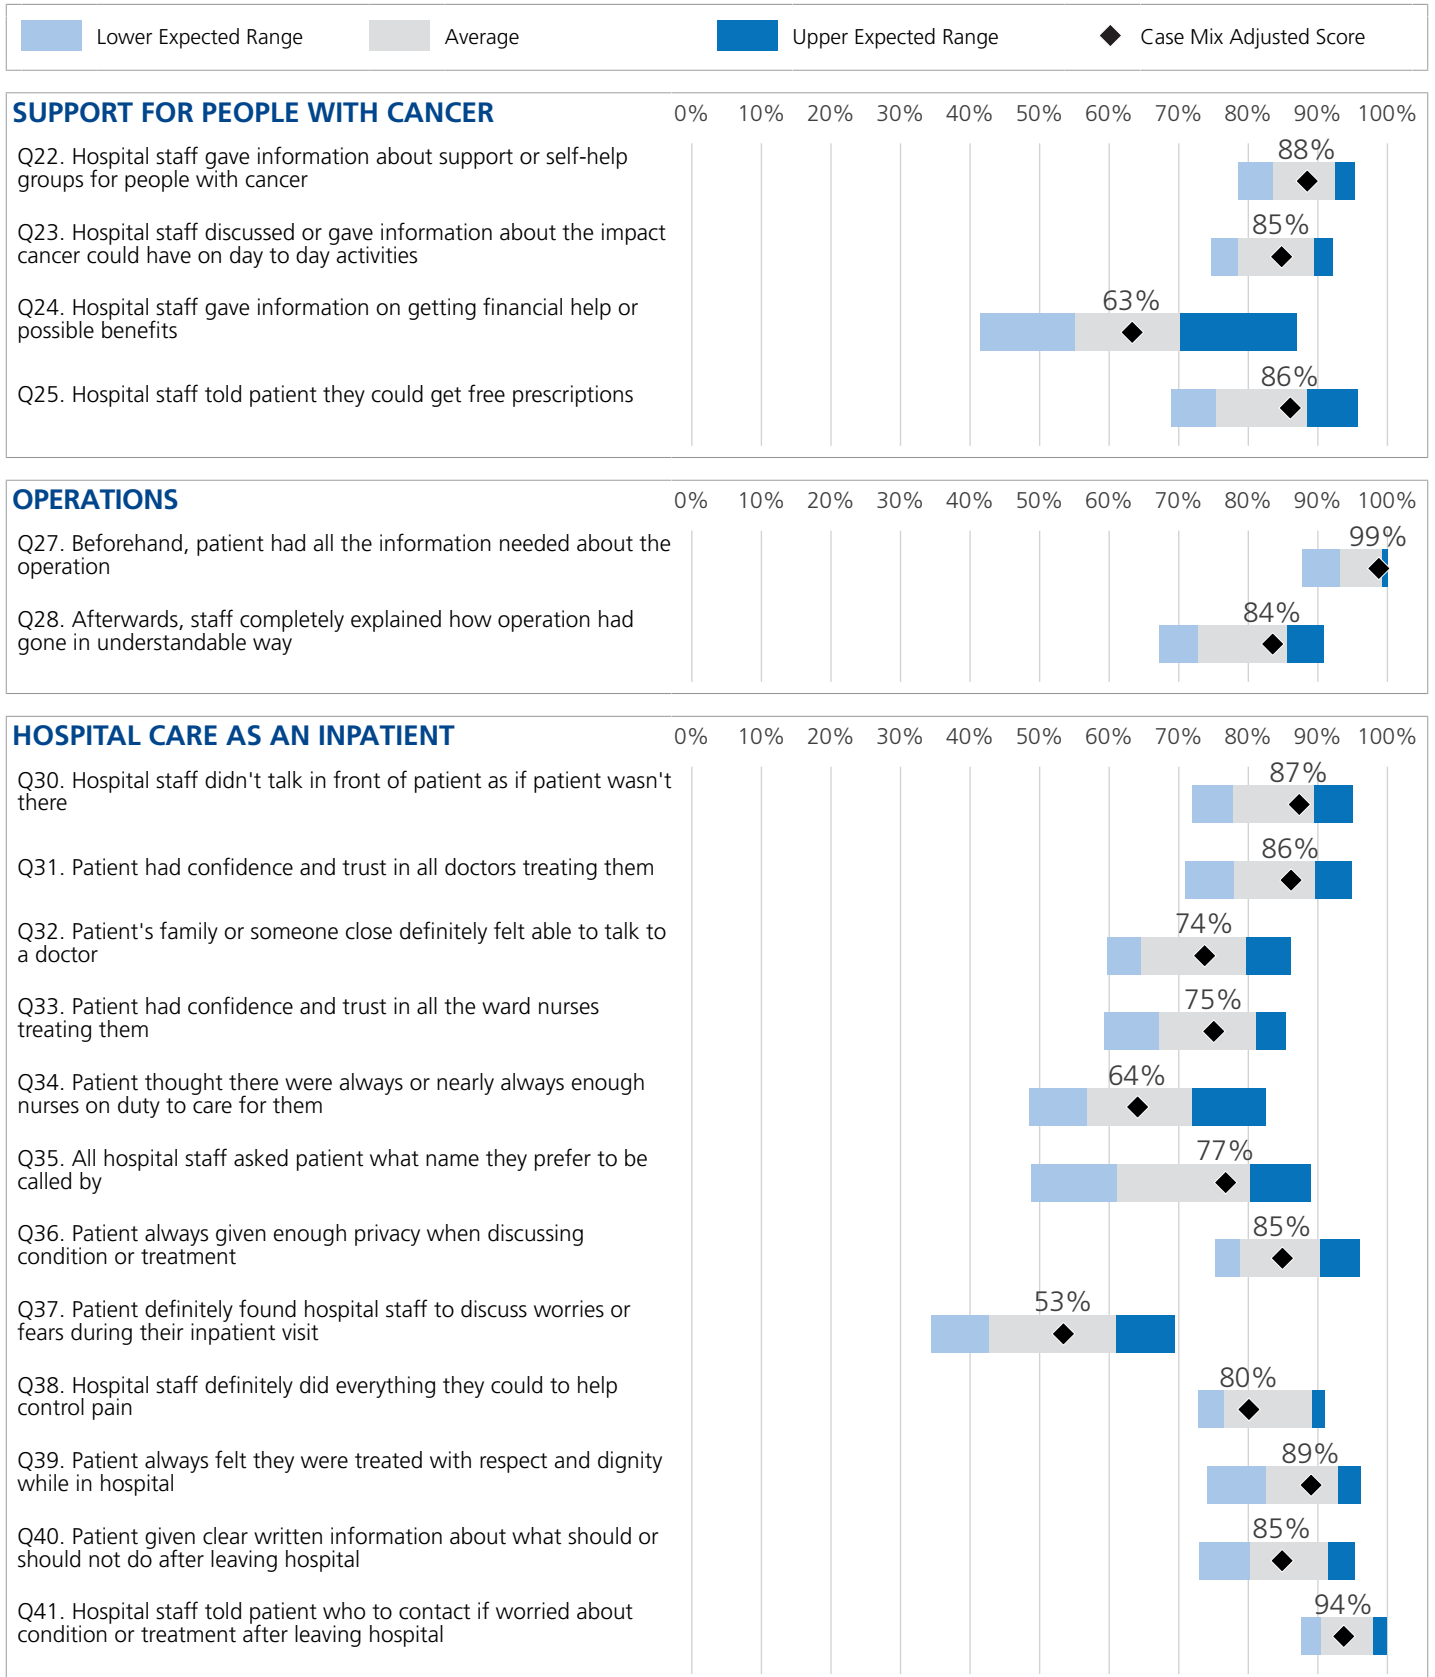 Lower Expected Range Average Upper Expected Range Case Mix Adjusted Score
SUPPORT FOR PEOPLE WITH CANCER 0% 10% 20% 30% 40% 50% 60% 70% 80% 90% 100%
Q22. Hospital staff gave information about support or self-help
groups for people with cancer
88%
Q23. Hospital staff discussed or gave information about the impact
cancer could have on day to day activities
85%
Q24. Hospital staff gave information on getting financial help or
possible benefits
63%
Q25. Hospital staff told patient they could get free prescriptions
86%
OPERATIONS 0% 10% 20% 30% 40% 50% 60% 70% 80% 90% 100%
Q27. Beforehand, patient had all the information needed about the
operation
99%
Q28. Afterwards, staff completely explained how operation had
gone in understandable way
84%
HOSPITAL CARE AS AN INPATIENT 0% 10% 20% 30% 40% 50% 60% 70% 80% 90% 100%
Q30. Hospital staff didn't talk in front of patient as if patient wasn't
there
87%
Q31. Patient had confidence and trust in all doctors treating them
86%
Q32. Patient's family or someone close definitely felt able to talk to
a doctor
74%
Q33. Patient had confidence and trust in all the ward nurses
treating them
75%
Q34. Patient thought there were always or nearly always enough
nurses on duty to care for them
64%
Q35. All hospital staff asked patient what name they prefer to be
called by
77%
Q36. Patient always given enough privacy when discussing
condition or treatment
85%
Q37. Patient definitely found hospital staff to discuss worries or
fears during their inpatient visit
53%
Q38. Hospital staff definitely did everything they could to help
control pain
80%
Q39. Patient always felt they were treated with respect and dignity
while in hospital
89%
Q40. Patient given clear written information about what should or
should not do after leaving hospital
85%
Q41. Hospital staff told patient who to contact if worried about
condition or treatment after leaving hospital
94%